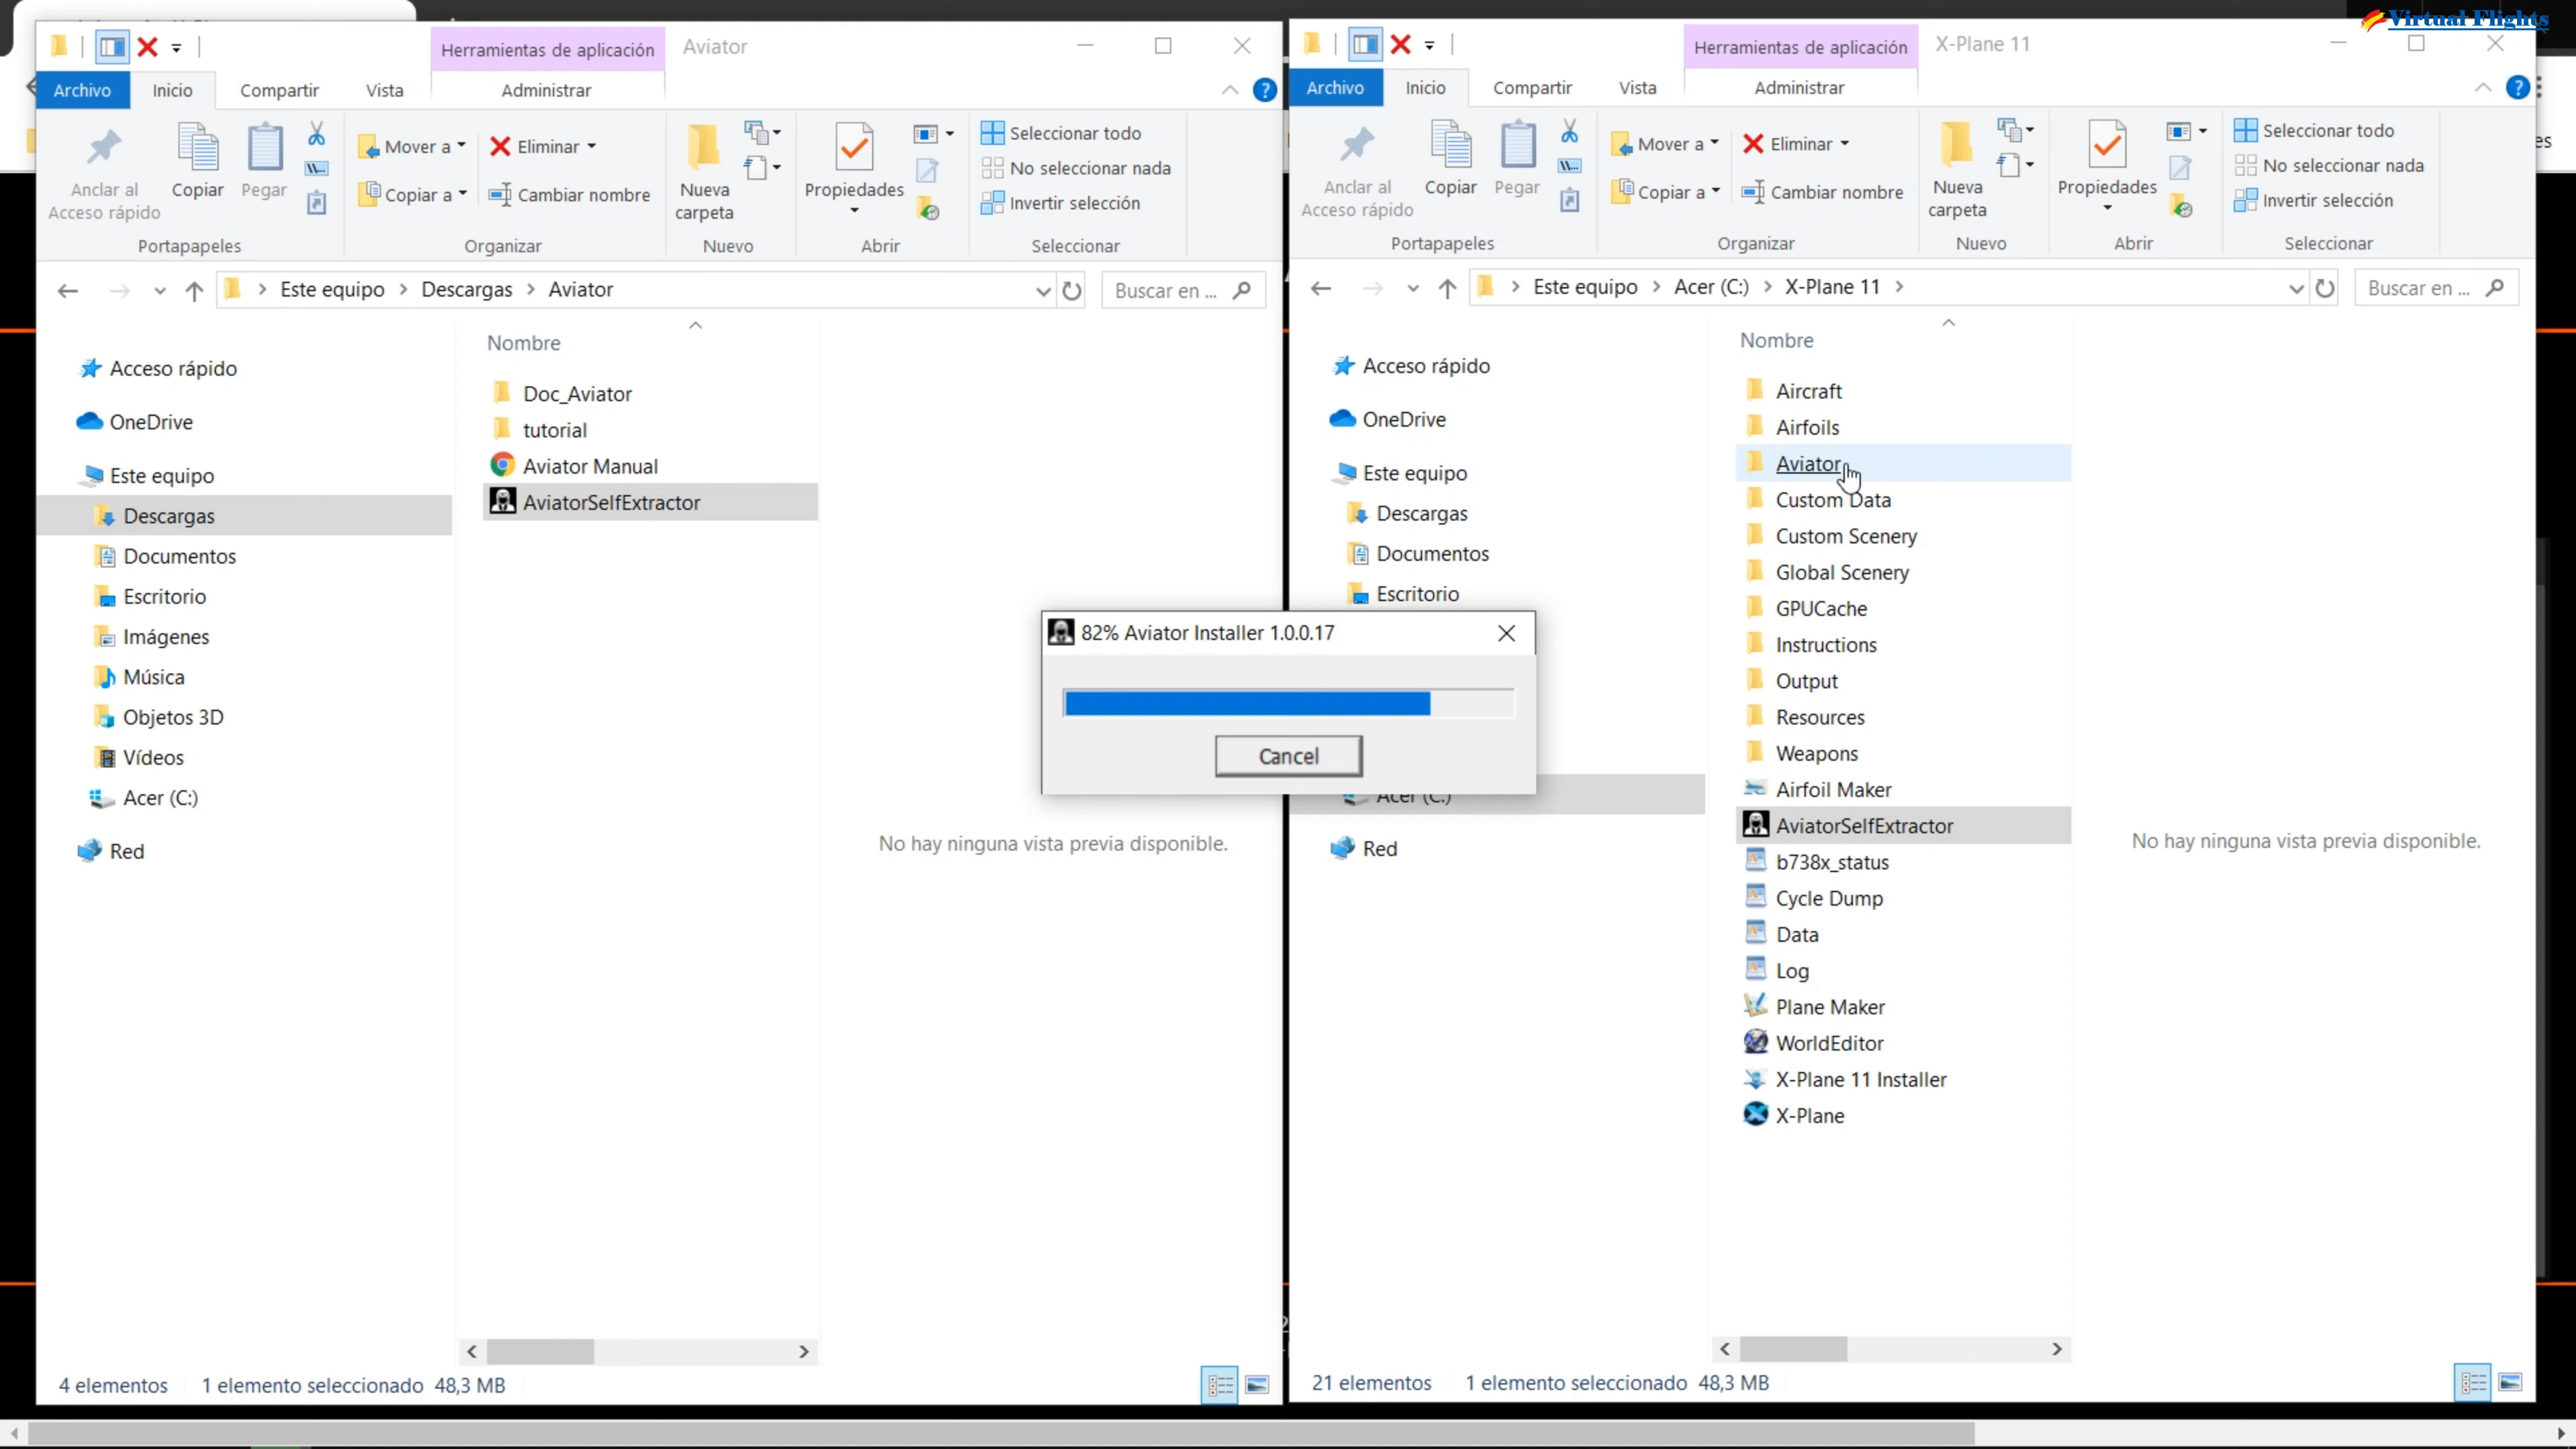 Virtual Flights
Herramientas de aplicación
Aviator
Archivo
Inicio
Compartir
Vista
Administrar
Anclar al
Acceso rápido
Copiar
Pegar
Mover a
Copiar a
Eliminar
Cambiar nombre
Nueva
carpeta
Propiedades
Seleccionar todo
No seleccionar nada
Invertir selección
Portapapeles
Organizar
Nuevo
Abrir
Seleccionar
Este equipo > Descargas > Aviator
Buscar en ...
Nombre
Acceso rápido
OneDrive
Este equipo
Descargas
Documentos
Escritorio
Imágenes
Música
Objetos 3D
Vídeos
Acer (C:)
Red
Doc_Aviator
tutorial
Aviator Manual
AviatorSelfExtractor
No hay ninguna vista previa disponible.
4 elementos
1 elemento seleccionado 48,3 MB
82% Aviator Installer 1.0.0.17
Cancel
Herramientas de aplicación
X-Plane 11
Archivo
Inicio
Compartir
Vista
Administrar
Anclar al
Acceso rápido
Copiar
Pegar
Mover a
Copiar a
Eliminar
Cambiar nombre
Nueva
carpeta
Propiedades
Seleccionar todo
No seleccionar nada
Invertir selección
Portapapeles
Organizar
Nuevo
Abrir
Seleccionar
Este equipo > Acer (C:) > X-Plane 11 >
Buscar en ...
Nombre
Acceso rápido
OneDrive
Este equipo
Descargas
Documentos
Escritorio
Acer (C:)
Red
Aircraft
Airfoils
Aviator
Custom Data
Custom Scenery
Global Scenery
GPUCache
Instructions
Output
Resources
Weapons
Airfoil Maker
AviatorSelfExtractor
b738x_status
Cycle Dump
Data
Log
Plane Maker
WorldEditor
X-Plane 11 Installer
X-Plane
No hay ninguna vista previa disponible.
21 elementos
1 elemento seleccionado 48,3 MB